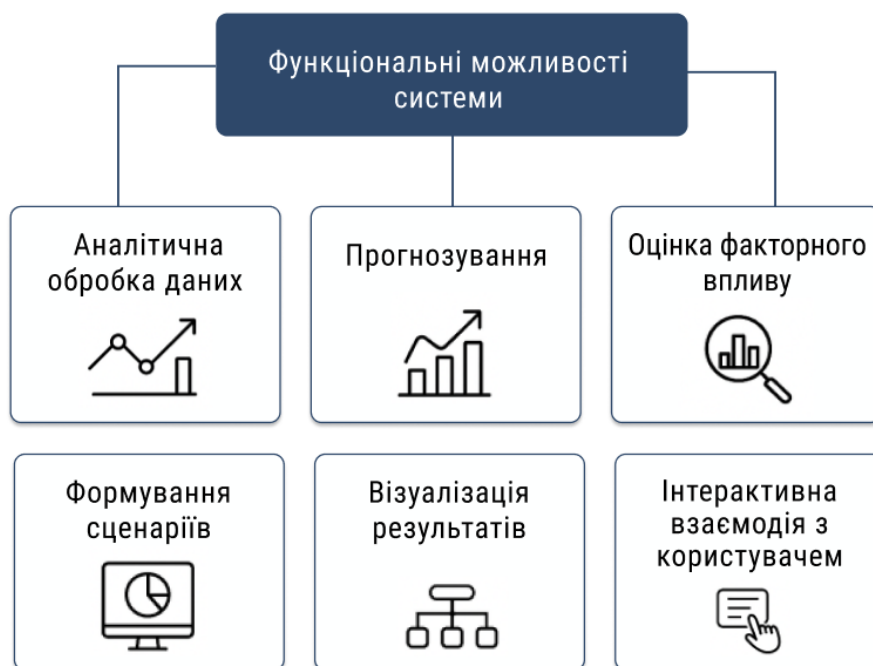 Функціональні можливості
системи
Аналітична
обробка даних
Прогнозування
Оцінка факторного
впливу
Формування
сценаріїв
Візуалізація
результатів
Інтерактивна
взаємодія з
користувачем